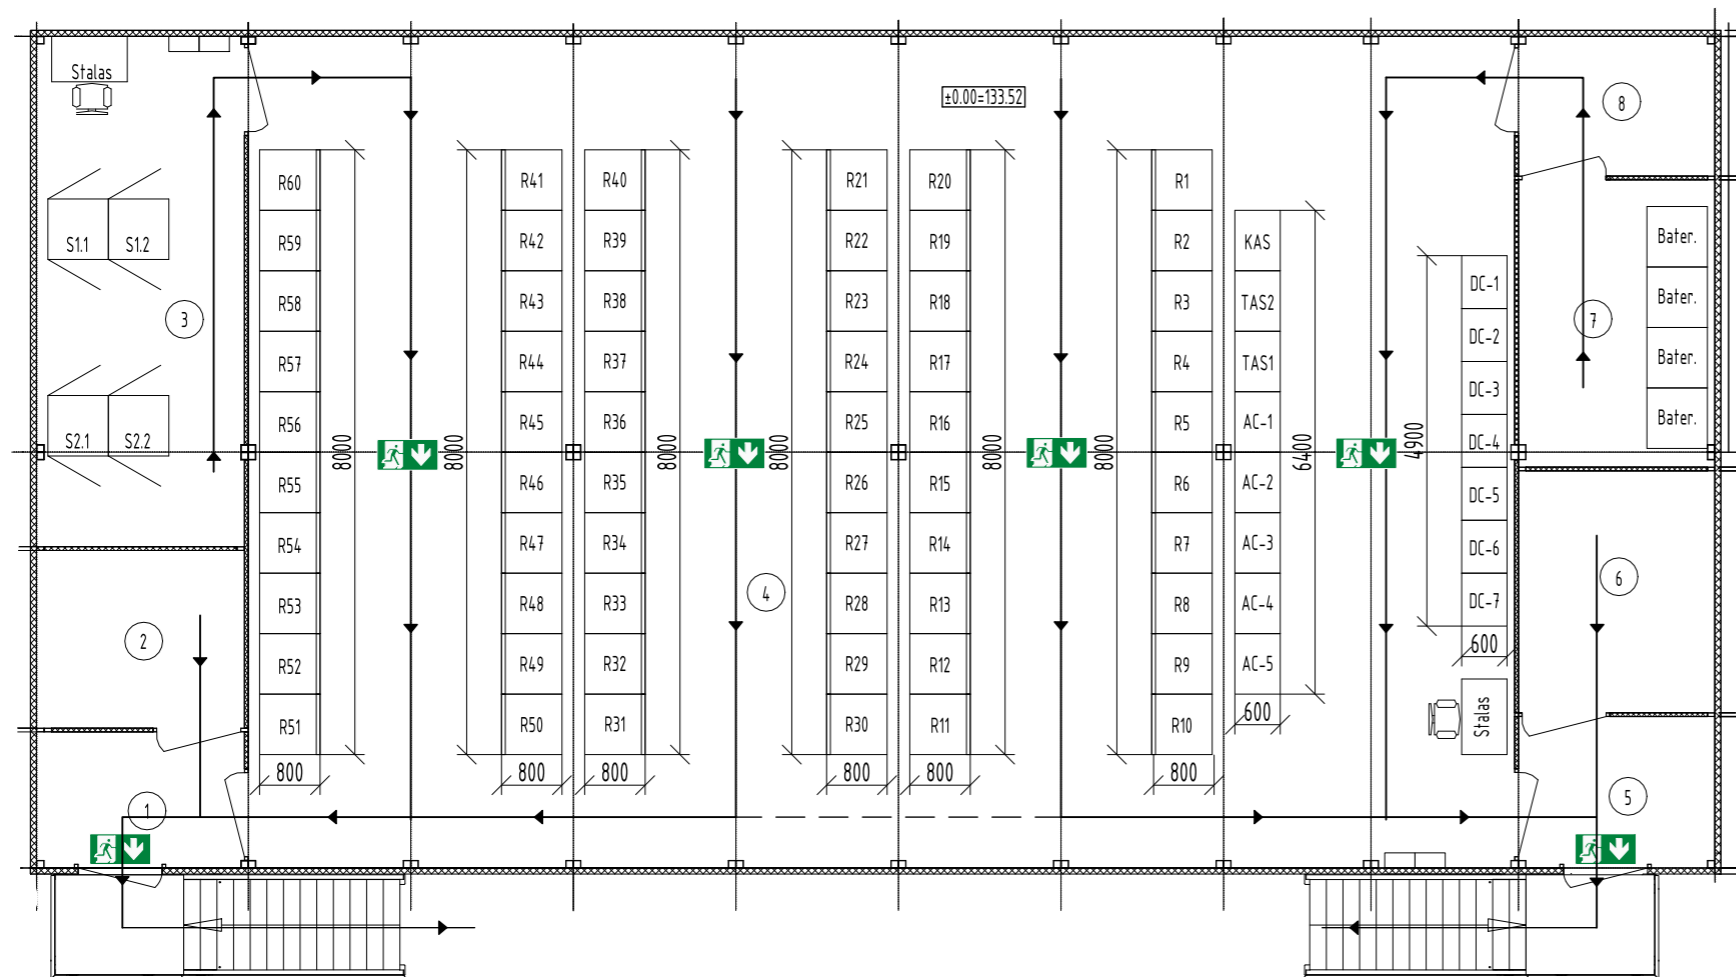 Stalas
±0.00=133.52
8
S1.1
S1.2
3
S2.1
S2.2
2
1
R60
R59
R58
R57
R56
R55
R54
R53
R52
R51
800
8000
8000
R41
R42
R43
R44
R45
R46
R47
R48
R49
R50
800
R40
R39
R38
R37
R36
R35
R34
R33
R32
R31
800
8000
4
8000
R21
R22
R23
R24
R25
R26
R27
R28
R29
R30
800
R20
R19
R18
R17
R16
R15
R14
R13
R12
R11
800
8000
8000
R1
R2
R3
R4
R5
R6
R7
R8
R9
R10
800
KAS
TAS2
TAS1
AC-1
AC-2
AC-3
AC-4
AC-5
600
6400
4900
DC-1
DC-2
DC-3
DC-4
DC-5
DC-6
DC-7
600
Stalas
7
Bater.
Bater.
Bater.
Bater.
6
5